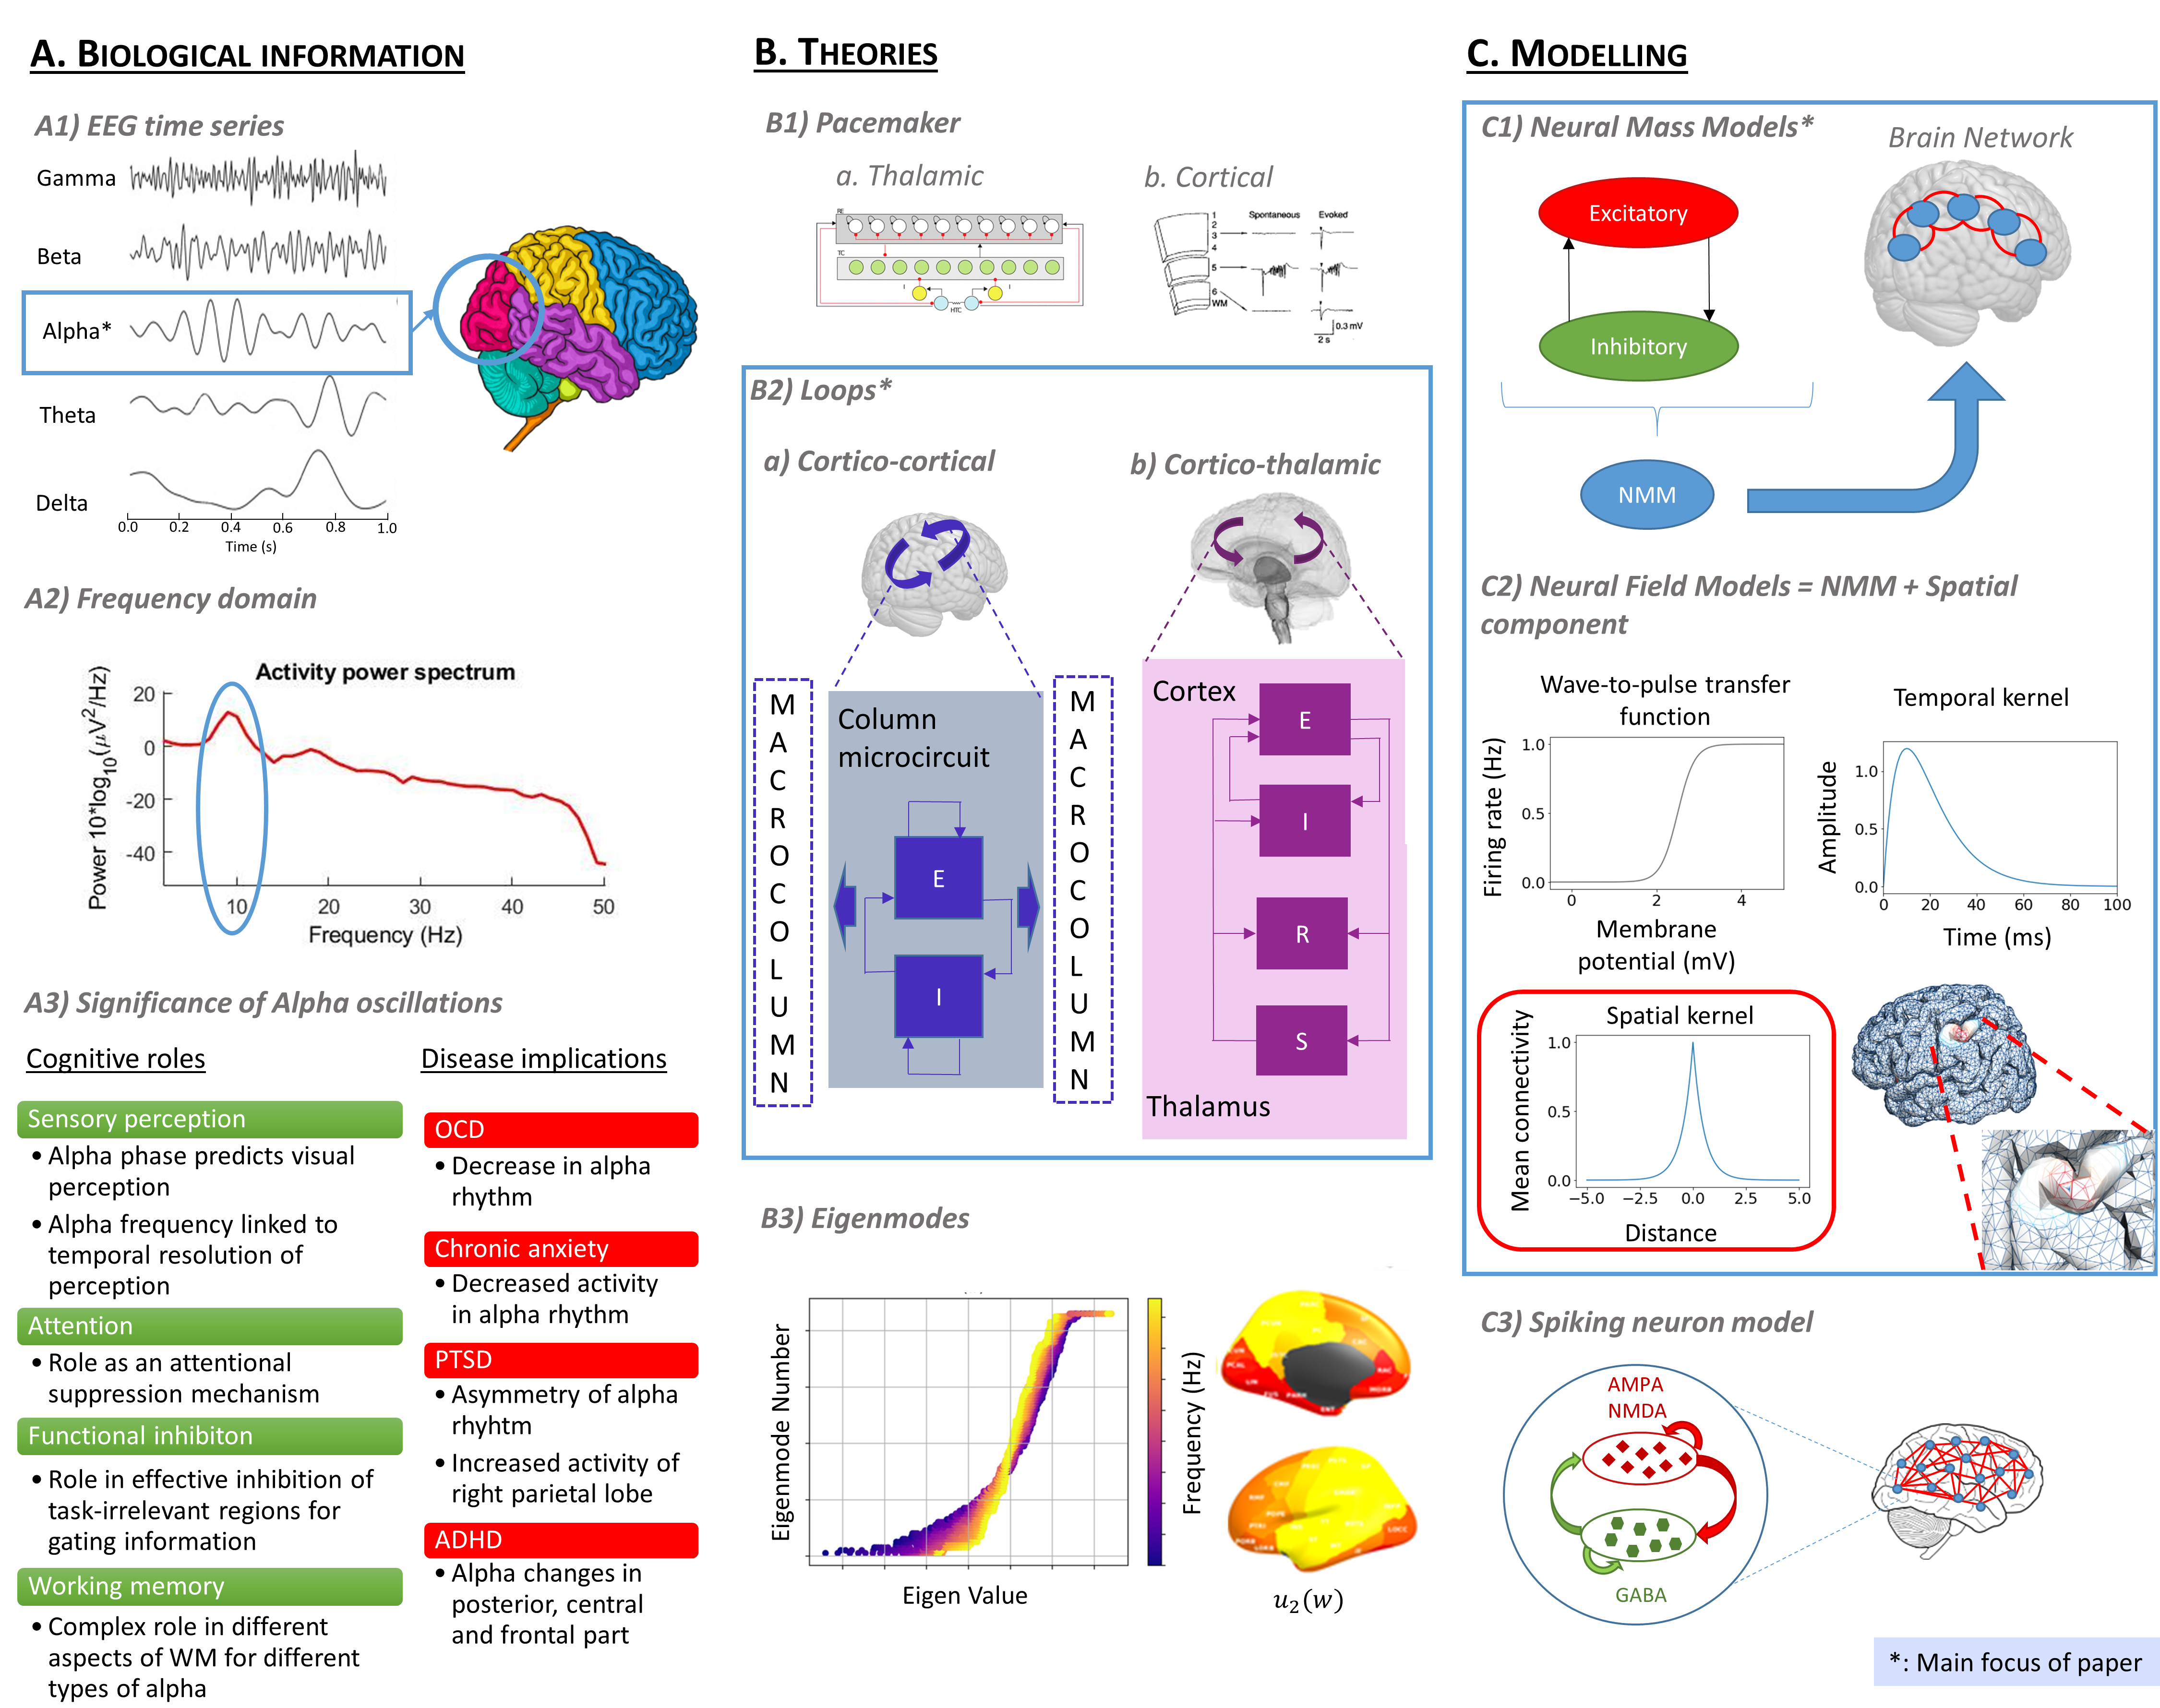 A. BIOLOGICAL INFORMATION
A1) EEG time series
Gamma
Beta
Alpha*
Theta
Delta
0.0 0.2 0.4 0.6 0.8 1.0
Time (s)
A2) Frequency domain
Activity power spectrum
Power 10*log10(µV2/Hz)
20
0
-20
-40
10 20 30 40 50
Frequency (Hz)
A3) Significance of Alpha oscillations
Cognitive roles
Sensory perception
• Alpha phase predicts visual
perception
• Alpha frequency linked to
temporal resolution of
perception
Attention
• Role as an attentional
suppression mechanism
Functional inhibiton
• Role in effective inhibition of
task-irrelevant regions for
gating information
Working memory
• Complex role in different
aspects of WM for different
types of alpha
Disease implications
OCD
• Decrease in alpha
rhythm
Chronic anxiety
• Decreased activity
in alpha rhythm
PTSD
• Asymmetry of alpha
rhyhtm
• Increased activity of
right parietal lobe
ADHD
• Alpha changes in
posterior, central
and frontal part
B. THEORIES
B1) Pacemaker
a. Thalamic
RE
TC
I
I
HTC
b. Cortical
Spontaneous Evoked
1
2
3
4
5
6
WM
0.3 mV
2 s
B2) Loops*
a) Cortico-cortical
MACROCOLUMN
Column
microcircuit
E
I
MACROCOLUMN
b) Cortico-thalamic
Cortex
E
I
R
S
Thalamus
B3) Eigenmodes
Eigenmode Number
Eigen Value
Frequency (Hz)
u2(w)
C. MODELLING
C1) Neural Mass Models*
Excitatory
Inhibitory
NMM
Brain Network
C2) Neural Field Models = NMM + Spatial
component
Wave-to-pulse transfer
function
Firing rate (Hz)
1.0
0.5
0.0
0 2 4
Membrane
potential (mV)
Temporal kernel
Amplitude
1.0
0.5
0.0
0 20 40 60 80 100
Time (ms)
Spatial kernel
Mean connectivity
1.0
0.5
0.0
−5.0 −2.5 0.0 2.5 5.0
Distance
C3) Spiking neuron model
AMPA
NMDA
GABA
*: Main focus of paper